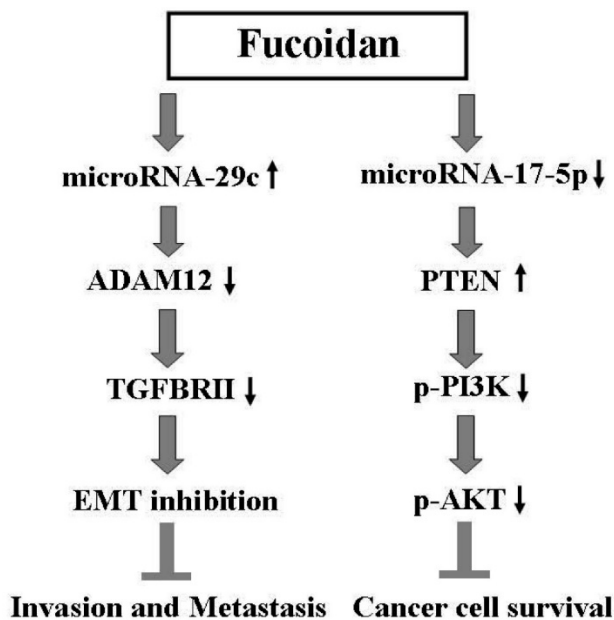 Fucoidan
microRNA-29c ↑
microRNA-17-5p ↓
ADAM12 ↓
PTEN ↑
TGFBRII ↓
p-PI3K ↓
EMT inhibition
p-AKT ↓
Invasion and Metastasis
Cancer cell survival